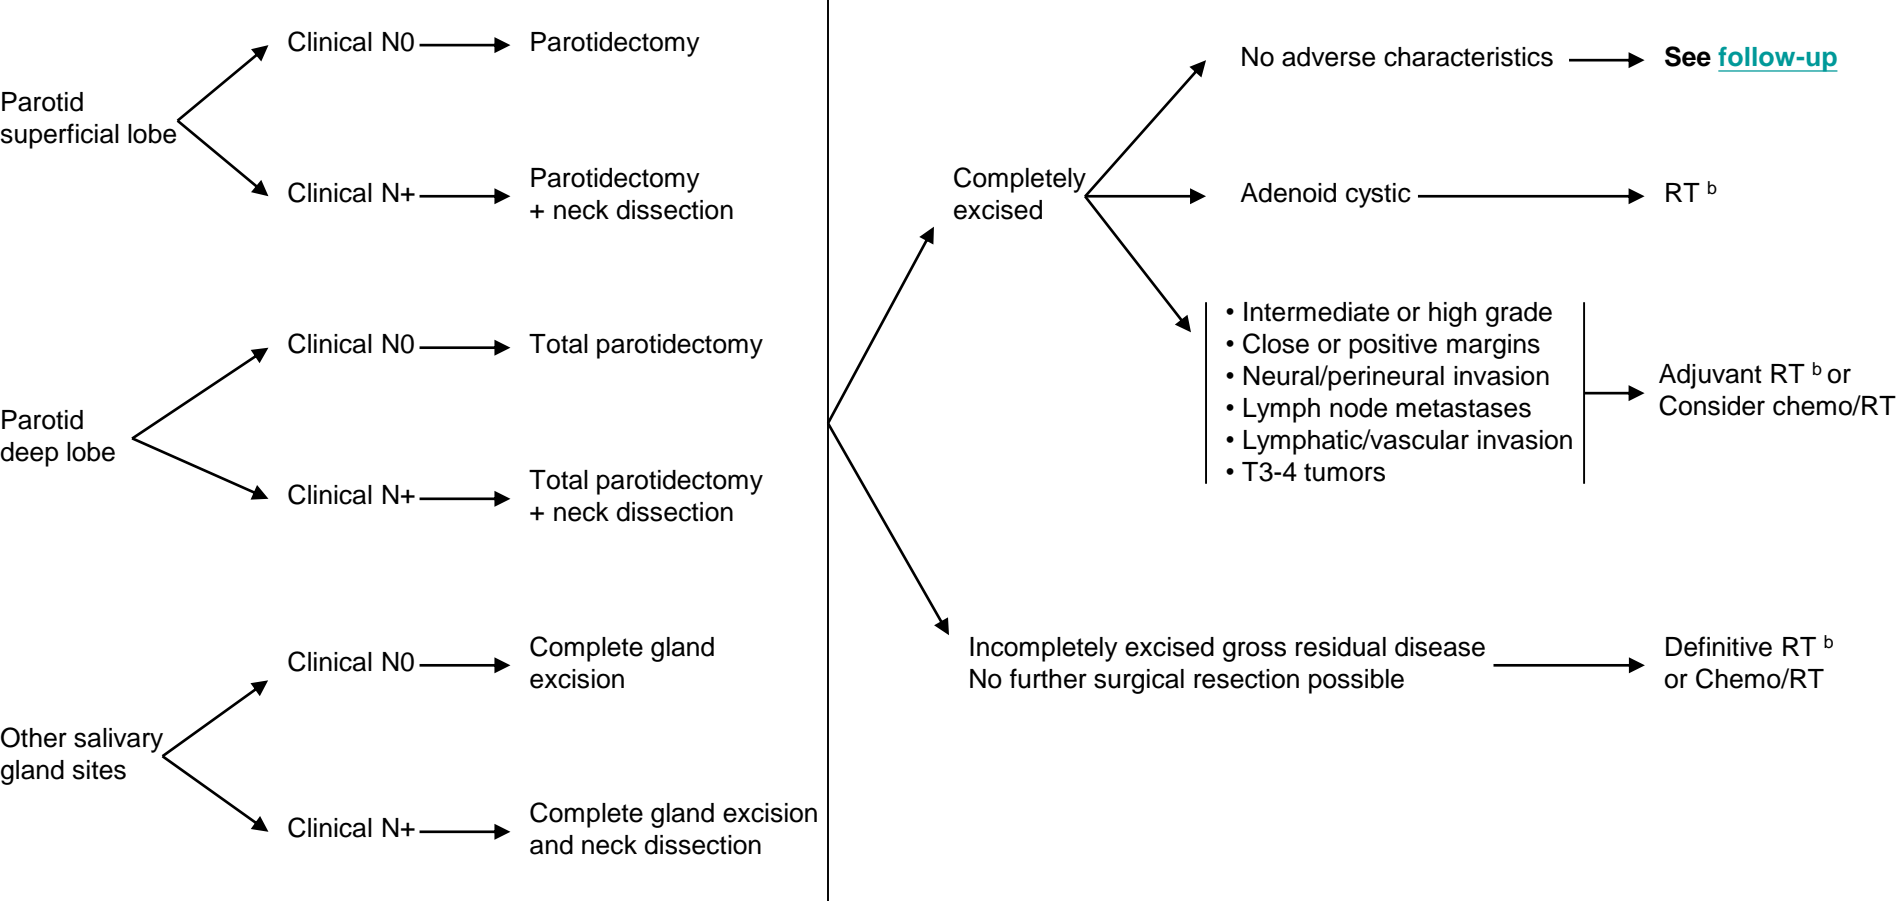 Parotid
superficial lobe
Clinical N0
Parotidectomy
Clinical N+
Parotidectomy
+ neck dissection
Parotid
deep lobe
Clinical N0
Total parotidectomy
Clinical N+
Total parotidectomy
+ neck dissection
Other salivary
gland sites
Clinical N0
Complete gland
excision
Clinical N+
Complete gland excision
and neck dissection
Completely
excised
No adverse characteristics
See follow-up
Adenoid cystic
RT b
• Intermediate or high grade
• Close or positive margins
• Neural/perineural invasion
• Lymph node metastases
• Lymphatic/vascular invasion
• T3-4 tumors
Adjuvant RT b or
Consider chemo/RT
Incompletely excised gross residual disease
No further surgical resection possible
Definitive RT b
or Chemo/RT